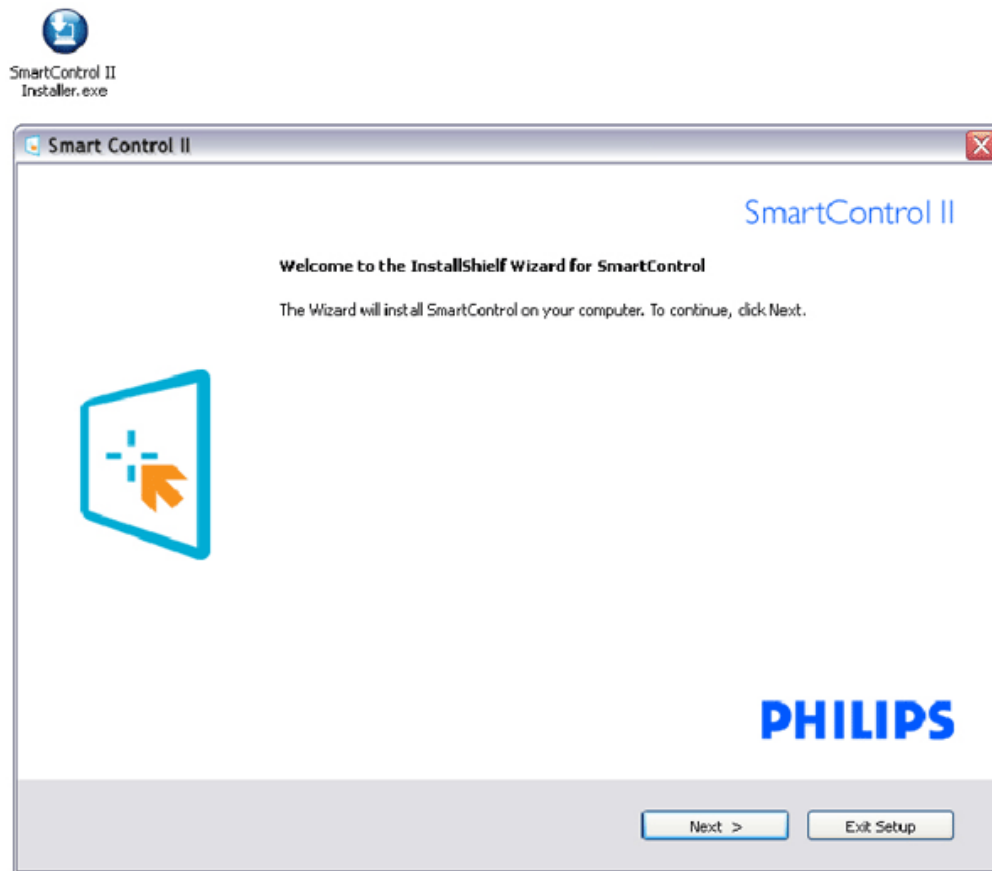 SmartControl II
Installer.exe
Smart Control II
SmartControl II
Welcome to the InstallShielf Wizard for SmartControl
The Wizard will install SmartControl on your computer. To continue, click Next.
PHILIPS
Next >
Exit Setup